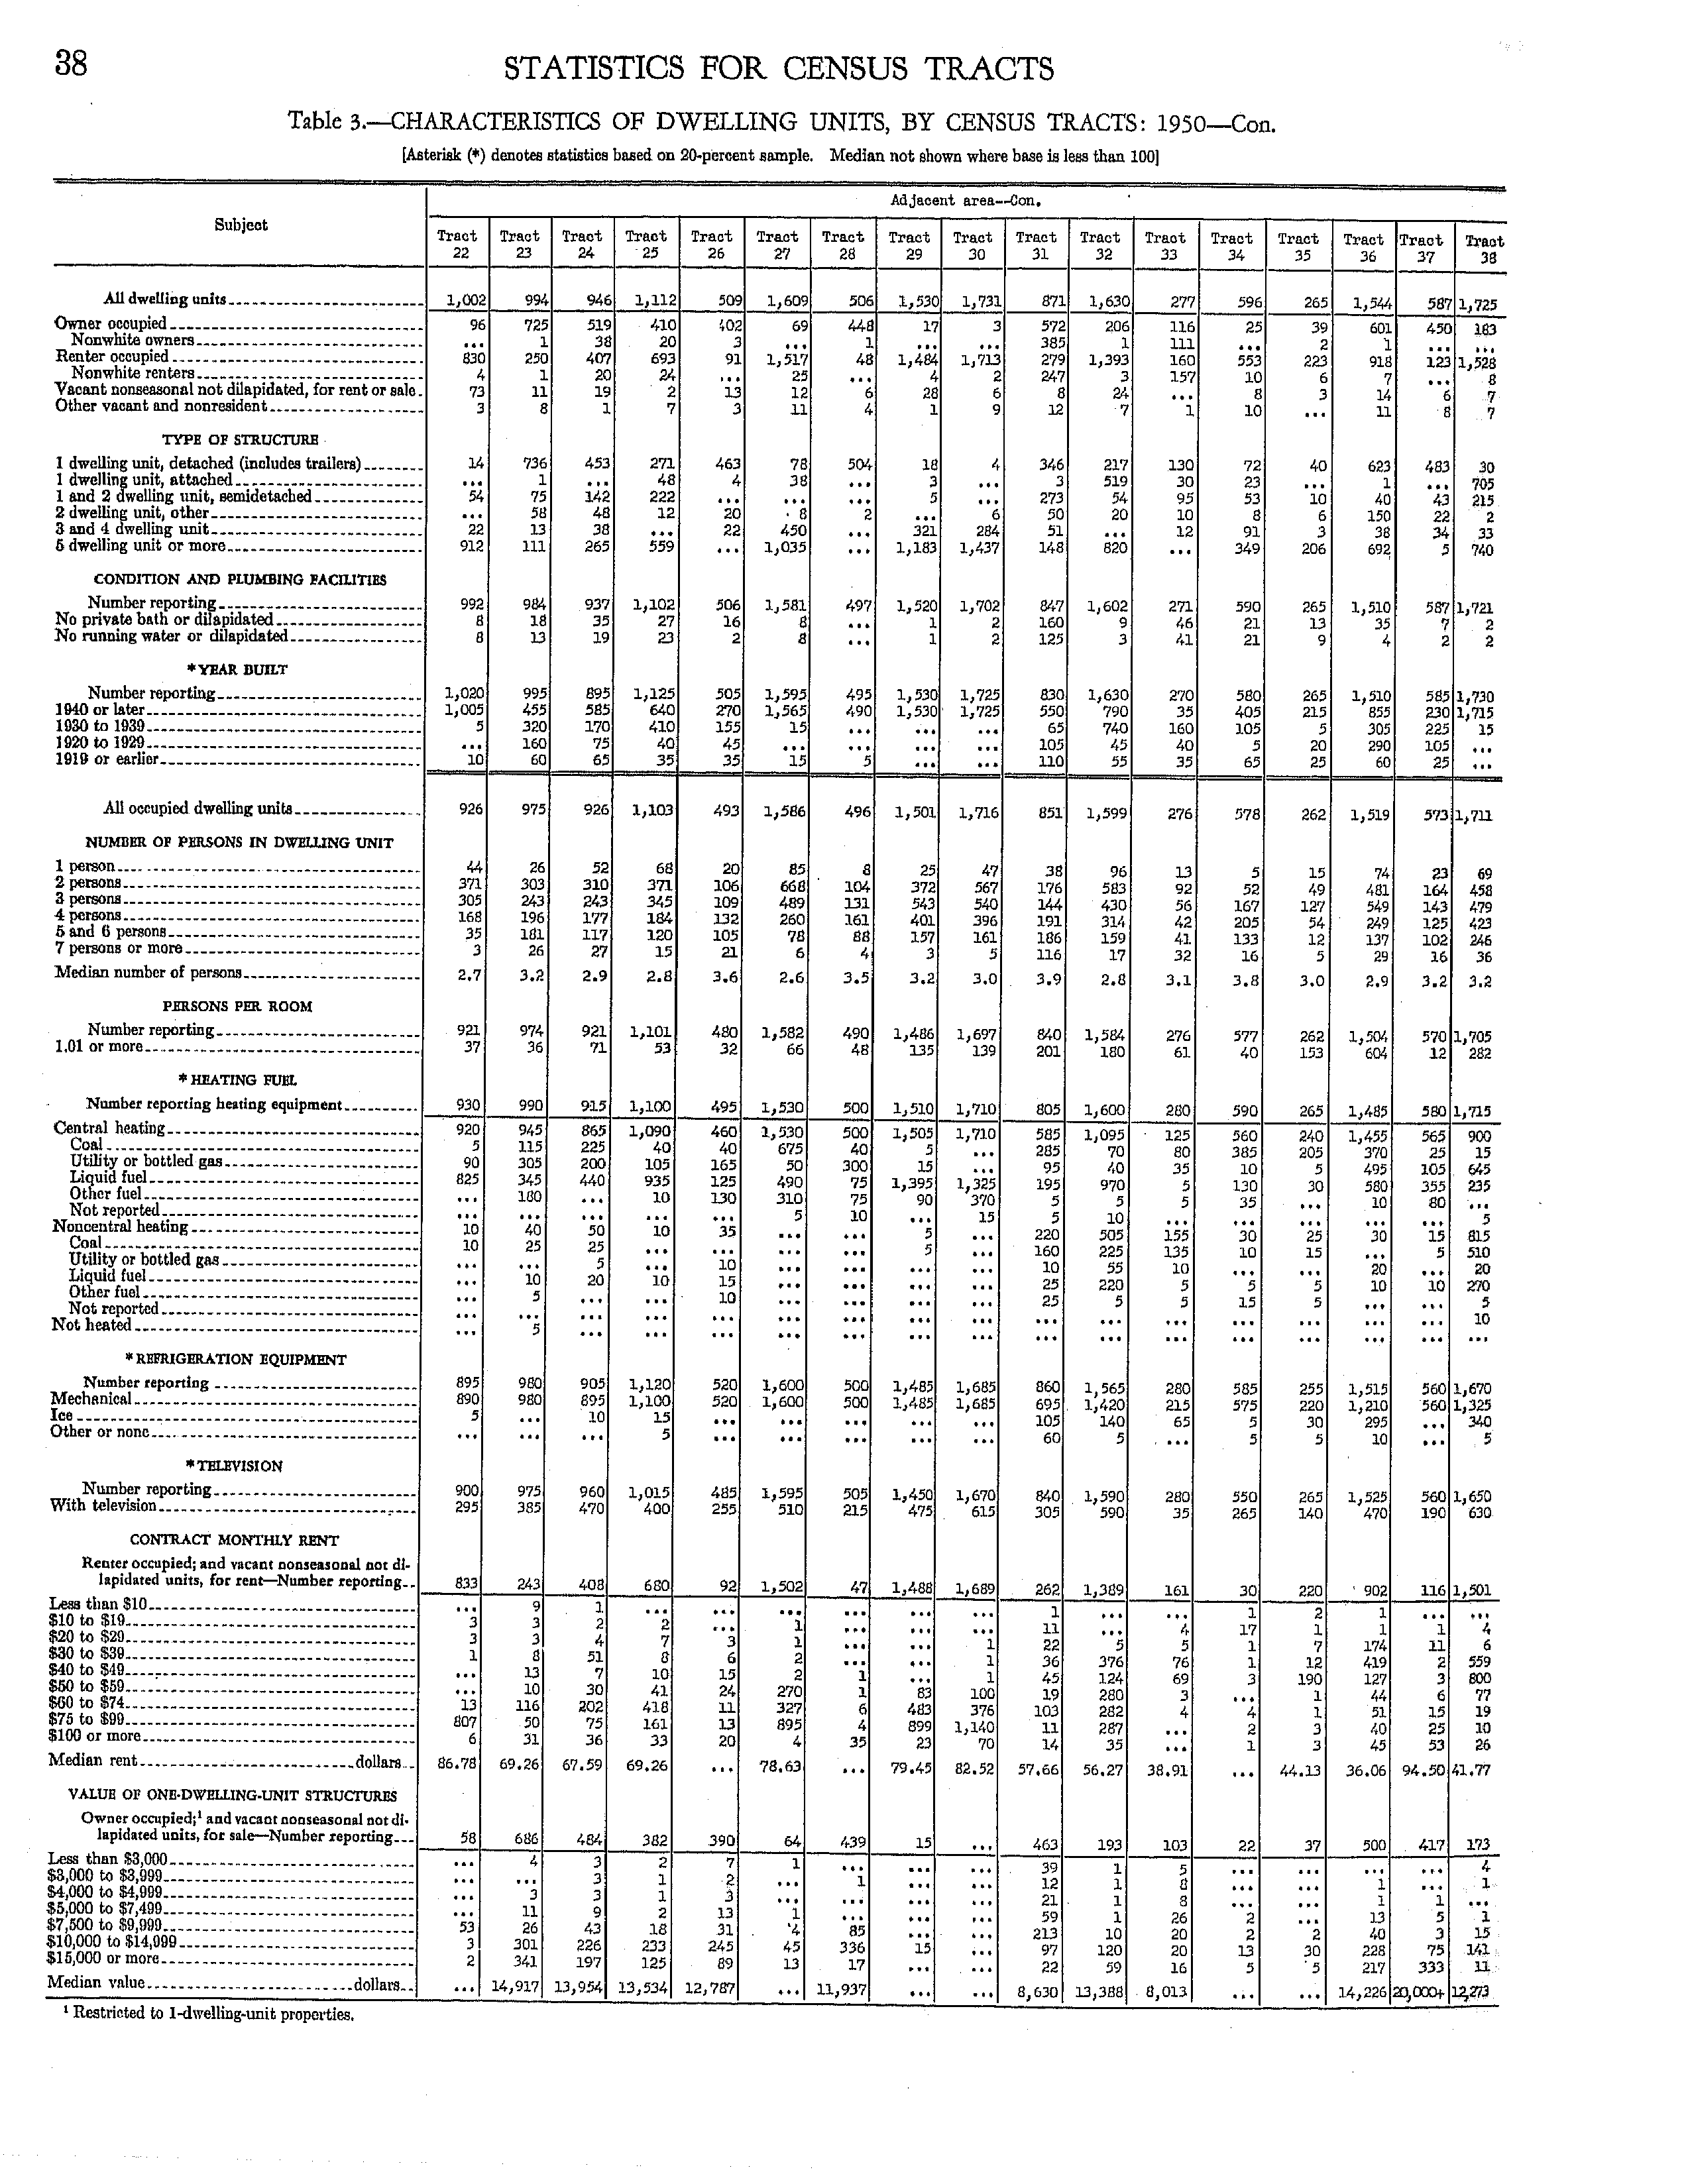 38
STATISTICS FOR CENSUS TRACTS
Table 3.—CHARACTERISTICS OF DWELLING UNITS, BY CENSUS TRACTS: 1950—Con.
[Asterisk (*) denotes statistics based on 20-percent sample. Median not shown where base is less than 100]
Subject
Adjacent area--Con.
Tract 22 Tract 23 Tract 24 Tract 25 Tract 26 Tract 27 Tract 28 Tract 29 Tract 30 Tract 31 Tract 32 Tract 33 Tract 34 Tract 35 Tract 36 Tract 37 Tract 38
All dwelling units 1,002 994 946 1,112 509 1,609 506 1,530 1,731 871 1,630 277 596 265 1,544 587 1,725
Owner occupied 96 725 519 410 402 69 448 17 3 572 206 116 25 39 601 450 183
Nonwhite owners ... 1 38 20 3 ... 1 ... ... 385 1 111 ... 2 1 ... ...
Renter occupied 830 250 407 693 91 1,517 48 1,484 1,713 279 1,393 160 553 223 918 123 1,528
Nonwhite renters 4 1 20 24 ... 25 ... 4 2 247 3 157 10 6 7 ... 8
Vacant nonseasonal not dilapidated, for rent or sale 73 11 19 2 13 12 6 28 6 8 24 ... 8 3 14 6 7
Other vacant and nonresident 3 8 1 7 3 11 4 1 9 12 7 1 10 ... 11 8 7
TYPE OF STRUCTURE
1 dwelling unit, detached (includes trailers) 14 736 453 271 463 78 504 18 4 346 217 130 72 40 623 483 30
1 dwelling unit, attached ... 1 ... 48 4 38 ... 3 ... 3 519 30 23 ... 1 ... 705
1 and 2 dwelling unit, semidetached 54 75 142 222 ... ... ... 5 ... 273 54 95 53 10 40 43 215
2 dwelling unit, other ... 58 48 12 20 8 2 ... 6 50 20 10 8 6 150 22 2
3 and 4 dwelling unit 22 13 38 ... 22 450 ... 321 284 51 ... 12 91 3 38 34 33
5 dwelling unit or more 912 111 265 559 ... 1,035 ... 1,183 1,437 148 820 ... 349 206 692 5 740
CONDITION AND PLUMBING FACILITIES
Number reporting 992 984 937 1,102 506 1,581 497 1,520 1,702 847 1,602 271 590 265 1,510 587 1,721
No private bath or dilapidated 8 18 35 27 16 8 ... 1 2 160 9 46 21 13 35 7 2
No running water or dilapidated 8 13 19 23 2 8 ... 1 2 125 3 41 21 9 4 2 2
*YEAR BUILT
Number reporting 1,020 995 895 1,125 505 1,595 495 1,530 1,725 830 1,630 270 580 265 1,510 585 1,730
1940 or later 1,005 455 585 640 270 1,565 490 1,530 1,725 550 790 35 405 215 855 230 1,715
1930 to 1939 5 320 170 410 155 15 ... ... ... 65 740 160 105 5 305 225 15
1920 to 1929 ... 160 75 40 45 ... ... ... ... 105 45 40 5 20 290 105 ...
1919 or earlier 10 60 65 35 35 15 5 ... ... 110 55 35 65 25 60 25 ...
All occupied dwelling units 926 975 926 1,103 493 1,586 496 1,501 1,716 851 1,599 276 578 262 1,519 573 1,711
NUMBER OF PERSONS IN DWELLING UNIT
1 person 44 26 52 68 20 85 8 25 47 38 96 13 5 15 74 23 69
2 persons 371 303 310 371 106 668 104 372 567 176 583 92 52 49 481 164 458
3 persons 305 243 243 345 109 489 131 543 540 144 430 56 167 127 549 143 479
4 persons 168 196 177 184 132 260 161 401 396 191 314 42 205 54 249 125 423
5 and 6 persons 35 181 117 120 105 78 88 157 161 186 159 41 133 12 137 102 246
7 persons or more 3 26 27 15 21 6 4 3 5 116 17 32 16 5 29 16 36
Median number of persons 2.7 3.2 2.9 2.8 3.6 2.6 3.5 3.2 3.0 3.9 2.8 3.1 3.8 3.0 2.9 3.2 3.2
PERSONS PER ROOM
Number reporting 921 974 921 1,101 480 1,582 490 1,486 1,697 840 1,584 276 577 262 1,504 570 1,705
1.01 or more 37 36 71 53 32 66 48 135 139 201 180 61 40 153 604 12 282
*HEATING FUEL
Number reporting heating equipment 930 990 915 1,100 495 1,530 500 1,510 1,710 805 1,600 280 590 265 1,485 580 1,715
Central heating 920 945 865 1,090 460 1,530 500 1,505 1,710 585 1,095 125 560 240 1,455 565 900
Coal 5 115 225 40 40 675 40 5 ... 285 70 80 385 205 370 25 15
Utility or bottled gas 90 305 200 105 165 50 300 15 ... 95 40 35 10 5 495 105 645
Liquid fuel 825 345 440 935 125 490 75 1,395 1,325 195 970 5 130 30 580 355 235
Other fuel ... 180 ... 10 130 310 75 90 370 5 5 5 35 ... 10 80 ...
Not reported ... ... ... ... ... 5 10 ... 15 5 10 ... ... ... ... ... 5
Noncentral heating 10 40 50 10 35 ... ... 5 ... 220 505 155 30 25 30 15 815
Coal 10 25 25 ... ... ... ... 5 ... 160 225 135 10 15 ... 5 510
Utility or bottled gas ... ... 5 ... 10 ... ... ... ... 10 55 10 ... ... 20 ... 20
Liquid fuel ... 10 20 10 15 ... ... ... ... 25 220 5 5 5 10 10 270
Other fuel ... 5 ... ... 10 ... ... ... ... 25 5 5 15 5 ... ... 5
Not reported ... ... ... ... ... ... ... ... ... ... ... ... ... ... ... ... 10
Not heated ... 5 ... ... ... ... ... ... ... ... ... ... ... ... ... ... ...
*REFRIGERATION EQUIPMENT
Number reporting 895 980 905 1,120 520 1,600 500 1,485 1,685 860 1,565 280 585 255 1,515 560 1,670
Mechanical 890 980 895 1,100 520 1,600 500 1,485 1,685 695 1,420 215 575 220 1,210 560 1,325
Ice 5 ... 10 15 ... ... ... ... ... 105 140 65 5 30 295 ... 340
Other or none ... ... ... 5 ... ... ... ... ... 60 5 ... 5 5 10 ... 5
*TELEVISION
Number reporting 900 975 960 1,015 485 1,595 505 1,450 1,670 840 1,590 280 550 265 1,525 560 1,650
With television 295 385 470 400 255 510 215 475 615 305 590 35 265 140 470 190 630
CONTRACT MONTHLY RENT
Renter occupied; and vacant nonseasonal not di-
lapidated units, for rent—Number reporting 833 243 408 680 92 1,502 47 1,488 1,689 262 1,389 161 30 220 902 116 1,501
Less than $10 ... 9 1 ... ... ... ... ... ... 1 ... ... 1 2 1 ... ...
$10 to $19 3 3 2 2 ... 1 ... ... ... 11 ... 4 17 1 1 1 4
$20 to $29 3 3 4 7 3 1 ... ... 1 22 5 5 1 7 174 11 6
$30 to $39 1 8 51 8 6 2 ... ... 1 36 376 76 1 12 419 2 559
$40 to $49 ... 13 7 10 15 2 1 ... 1 45 124 69 3 190 127 3 800
$50 to $59 ... 10 30 41 24 270 1 83 100 19 280 3 ... 1 44 6 77
$60 to $74 13 116 202 418 11 327 6 483 376 103 282 4 4 1 51 15 19
$75 to $99 807 50 75 161 13 895 4 899 1,140 11 287 ... 2 3 40 25 10
$100 or more 6 31 36 33 20 4 35 23 70 14 35 ... 1 3 45 53 26
Median rent dollars 86.78 69.26 67.59 69.26 ... 78.63 ... 79.45 82.52 57.66 56.27 38.91 ... 44.13 36.06 94.50 41.77
VALUE OF ONE-DWELLING-UNIT STRUCTURES
Owner occupied;¹ and vacant nonseasonal not di-
lapidated units, for sale—Number reporting 58 686 484 382 390 64 439 15 ... 463 193 103 22 37 500 417 173
Less than $3,000 ... 4 3 2 7 1 ... ... ... 39 1 5 ... ... ... ... 4
$3,000 to $3,999 ... ... 3 1 2 ... 1 ... ... 12 1 8 ... ... 1 ... 1
$4,000 to $4,999 ... 3 3 1 3 ... ... ... ... 21 1 8 ... ... 1 1 ...
$5,000 to $7,499 ... 11 9 2 13 1 ... ... ... 59 1 26 2 ... 13 5 1
$7,500 to $9,999 53 26 43 18 31 4 85 ... ... 213 10 20 2 2 40 3 15
$10,000 to $14,999 3 301 226 233 245 45 336 15 ... 97 120 20 13 30 228 75 141
$15,000 or more 2 341 197 125 89 13 17 ... ... 22 59 16 5 5 217 333 11
Median value dollars ... 14,917 13,954 13,534 12,787 ... 11,937 ... ... 8,630 13,388 8,013 ... ... 14,226 20,000+ 12,273
¹ Restricted to 1-dwelling-unit properties.